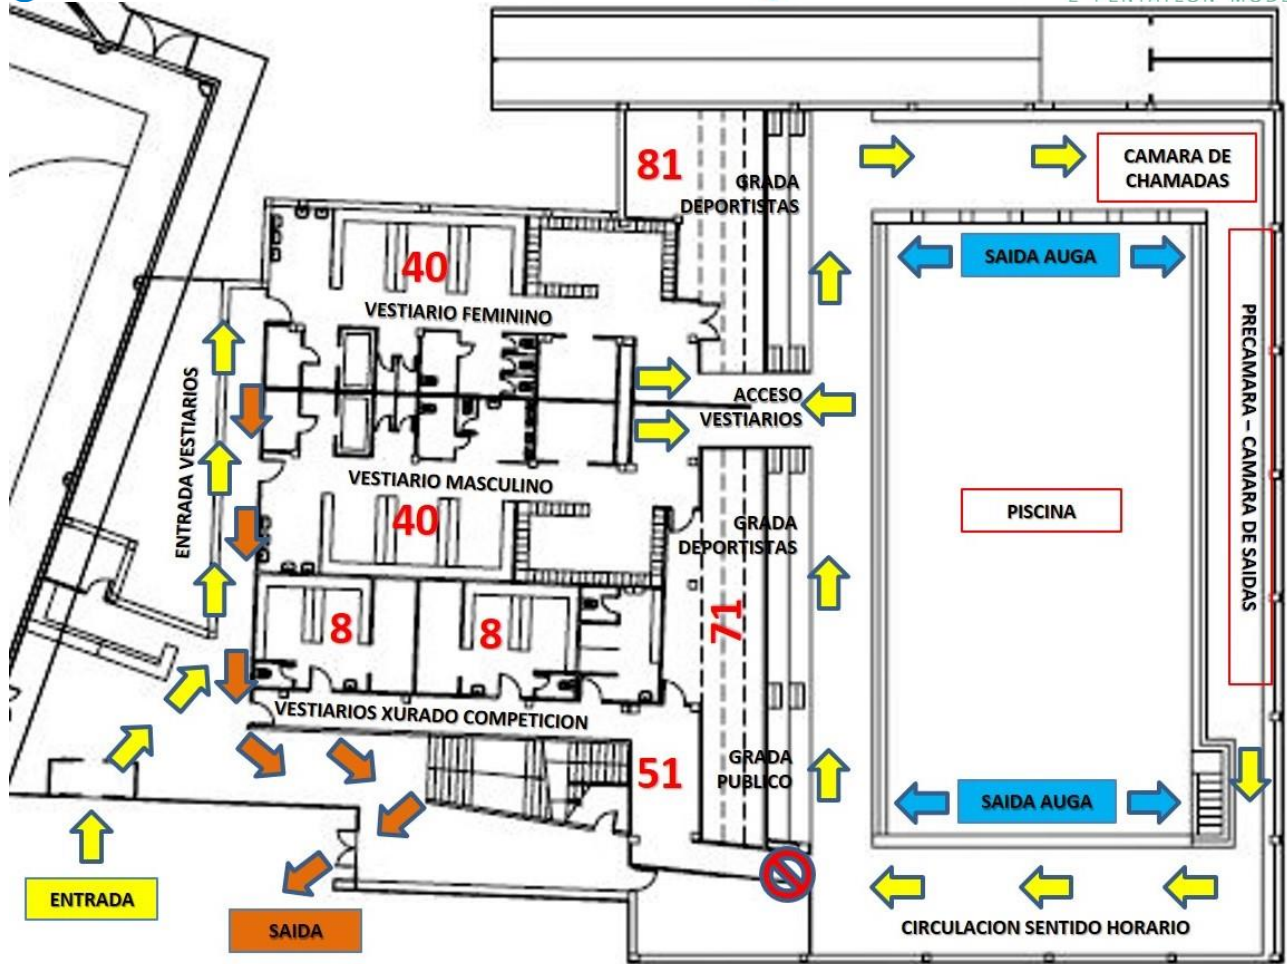 81
GRADA
DEPORTISTAS
CAMARA DE
CHAMADAS
40
VESTIARIO FEMININO
SAIDA AUGA
PRECAMARA – CAMARA DE SAIDAS
ENTRADA VESTIARIOS
ACCESO
VESTIARIOS
VESTIARIO MASCULINO
40
GRADA
DEPORTISTAS
PISCINA
8
8
71
VESTIARIOS XURADO COMPETICION
51
GRADA
PUBLICO
SAIDA AUGA
ENTRADA
SAIDA
CIRCULACION SENTIDO HORARIO